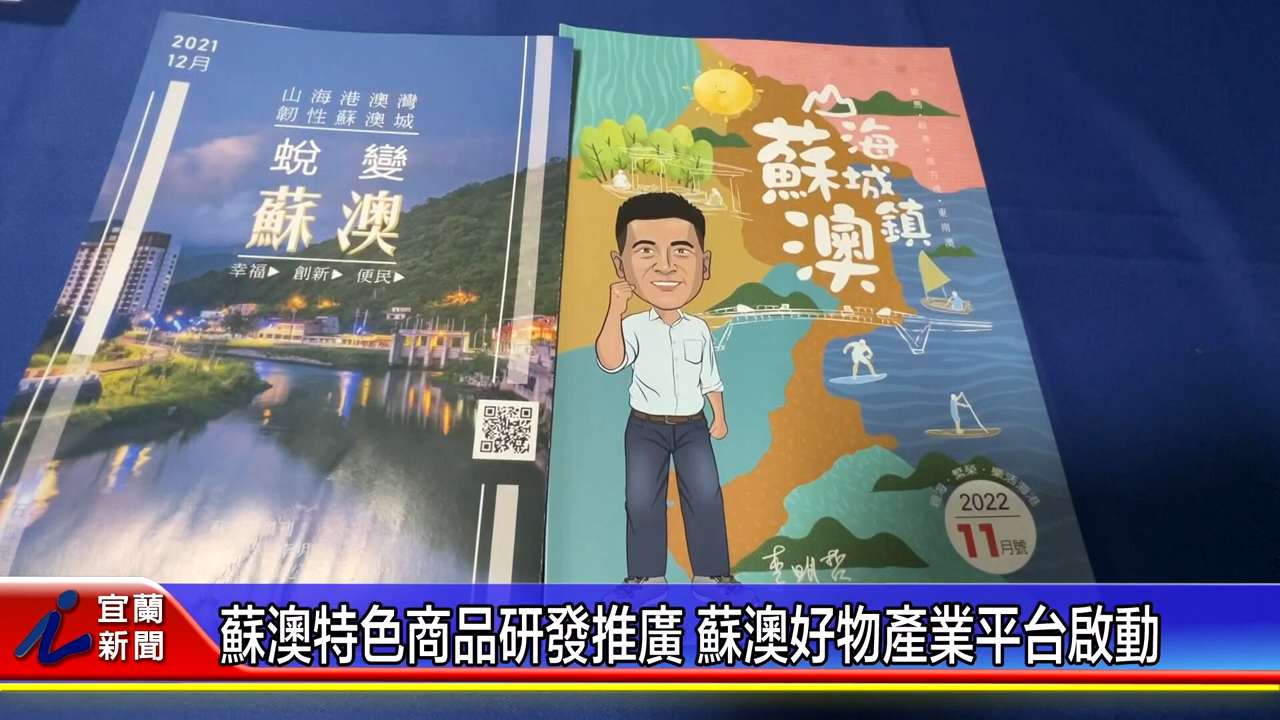 2021
12月
山海港澳灣
韌性蘇澳城
蛻變
蘇澳
幸福▶ 創新▶ 便民▶
山海城鎮
蘇澳
2022
11月號
李明哲
宜蘭
新聞
蘇澳特色商品研發推廣 蘇澳好物產業平台啟動